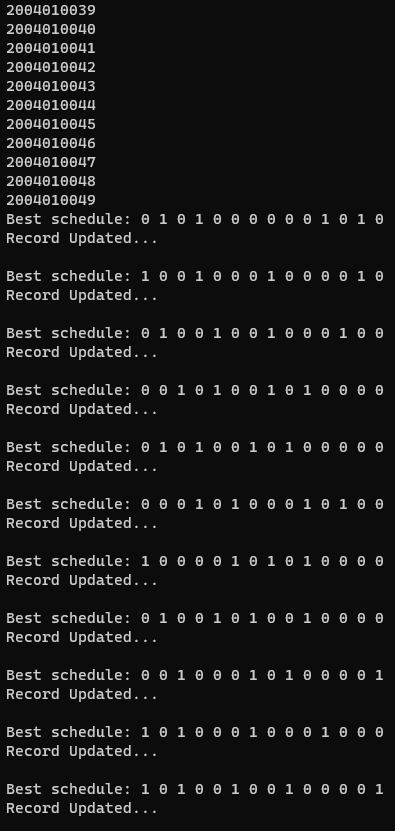 2004010039
2004010040
2004010041
2004010042
2004010043
2004010044
2004010045
2004010046
2004010047
2004010048
2004010049
Best schedule: 0 1 0 1 0 0 0 0 0 0 1 0 1 0
Record Updated...
Best schedule: 1 0 0 1 0 0 0 1 0 0 0 0 1 0
Record Updated...
Best schedule: 0 1 0 0 1 0 0 1 0 0 0 1 0 0
Record Updated...
Best schedule: 0 0 1 0 1 0 0 1 0 1 0 0 0 0
Record Updated...
Best schedule: 0 1 0 1 0 0 1 0 1 0 0 0 0 0
Record Updated...
Best schedule: 0 0 0 1 0 1 0 0 0 1 0 1 0 0
Record Updated...
Best schedule: 1 0 0 0 0 1 0 1 0 1 0 0 0 0
Record Updated...
Best schedule: 0 1 0 0 1 0 1 0 0 1 0 0 0 0
Record Updated...
Best schedule: 0 0 1 0 0 0 1 0 1 0 0 0 0 1
Record Updated...
Best schedule: 1 0 1 0 0 0 1 0 0 0 1 0 0 0
Record Updated...
Best schedule: 1 0 1 0 0 1 0 0 1 0 0 0 0 1
Record Updated...